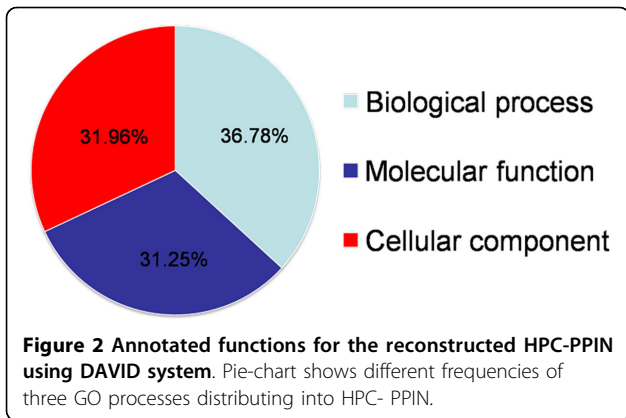 31.96%
36.78%
31.25%
Biological process
Molecular function
Cellular component
Figure 2 Annotated functions for the reconstructed HPC-PPIN
using DAVID system. Pie-chart shows different frequencies of
three GO processes distributing into HPC- PPIN.